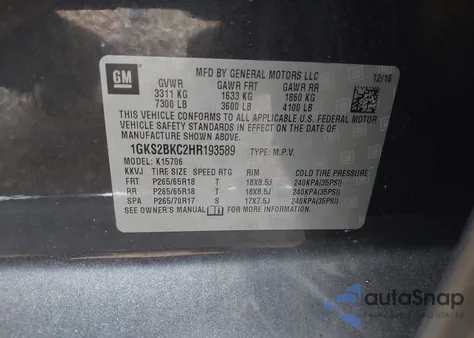 GM
MFD BY GENERAL MOTORS LLC 12/16
GVWR GAWR FRT GAWR RR
3311 KG 1633 KG 1860 KG
7300 LB 3600 LB 4100 LB
THIS VEHICLE CONFORMS TO ALL APPLICABLE U.S. FEDERAL MOTOR
VEHICLE SAFETY AND THEFT PREVENTION STANDARDS IN EFFECT ON THE DATE OF
MANUFACTURE SHOWN ABOVE.
1GKS2BKC2HR193589 TYPE: M.P.V.
MODEL: K15706
KKVJ TIRE SIZE SPEED RTG RIM COLD TIRE PRESSURE
FRT P265/65R18 T 18X8.5J 240KPA(35PSI)
RR P265/65R18 T 18X8.5J 240KPA(35PSI)
SPA P265/70R17 S 17X7.5J 240KPA(35PSI)
SEE OWNER'S MANUAL FOR MORE INFORMATION.
autoSnap